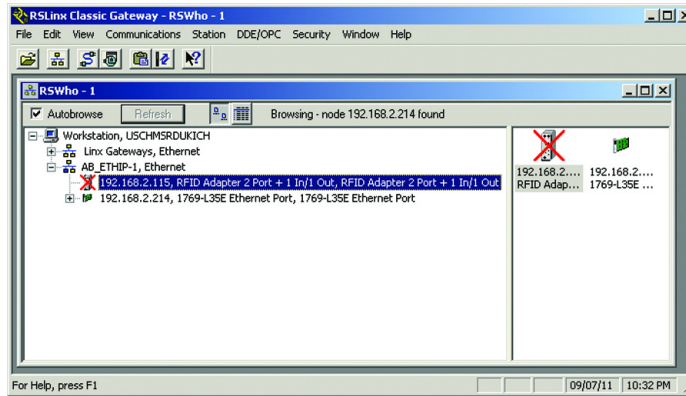 RSLinx Classic Gateway - RSWho - 1
File Edit View Communications Station DDE/OPC Security Window Help
RSWho - 1
Autobrowse Refresh Browsing - node 192.168.2.214 found
Workstation, USCHMSRDUKICH
Linx Gateways, Ethernet
AB_ETHIP-1, Ethernet
192.168.2.115, RFID Adapter 2 Port + 1 In/1 Out, RFID Adapter 2 Port + 1 In/1 Out
192.168.2.214, 1769-L35E Ethernet Port, 1769-L35E Ethernet Port
192.168.2.... 192.168.2....
RFID Adap... 1769-L35E ...
For Help, press F1 09/07/11 10:32 PM